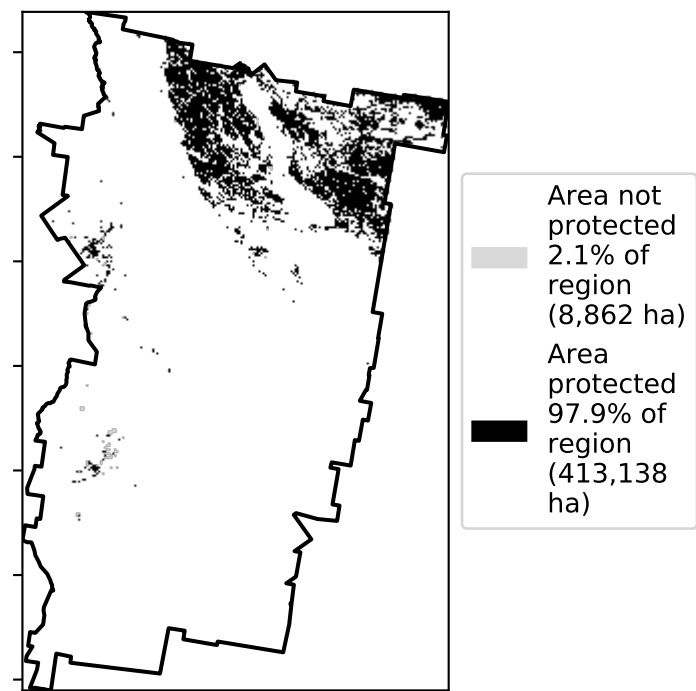 Area not
protected
2.1% of
region
(8,862 ha)
Area
protected
97.9% of
region
(413,138
ha)